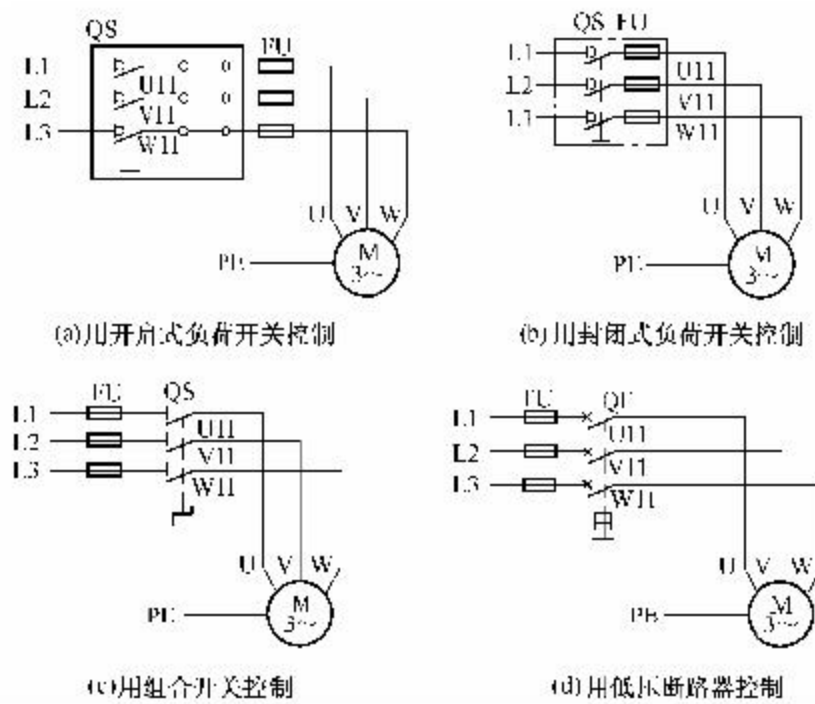 QS
FU
L1
U11
L2
V11
L3
W11
U V W
M
3~
PE
(a)用开启式负荷开关控制
QS FU
L1
U11
L2
V11
L1
W11
U V W
M
3~
PE
(b)用封闭式负荷开关控制
FU QS
L1
U11
L2
V11
L3
W11
U V W
M
3~
PE
(c)用组合开关控制
FU QF
L1
U11
L2
V11
L3
W11
U V W
M
3~
PE
(d)用低压断路器控制